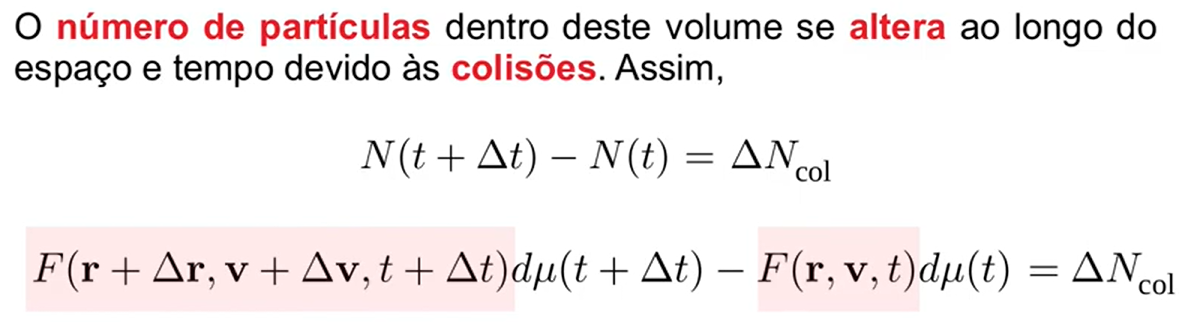 O número de partículas dentro deste volume se altera ao longo do
espaço e tempo devido às colisões. Assim,
N(t + Δt) − N(t) = ΔN_col
F(r + Δr, v + Δv, t + Δt)dμ(t + Δt) − F(r, v, t)dμ(t) = ΔN_col